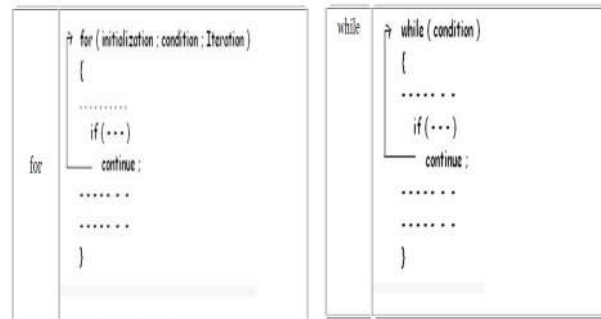 for
for ( initialization ; condition ; Iteration )
{
..........
if ( --- )
continue ;
.......
.......
}
while
while ( condition )
{
.......
if ( --- )
continue ;
.......
.......
}